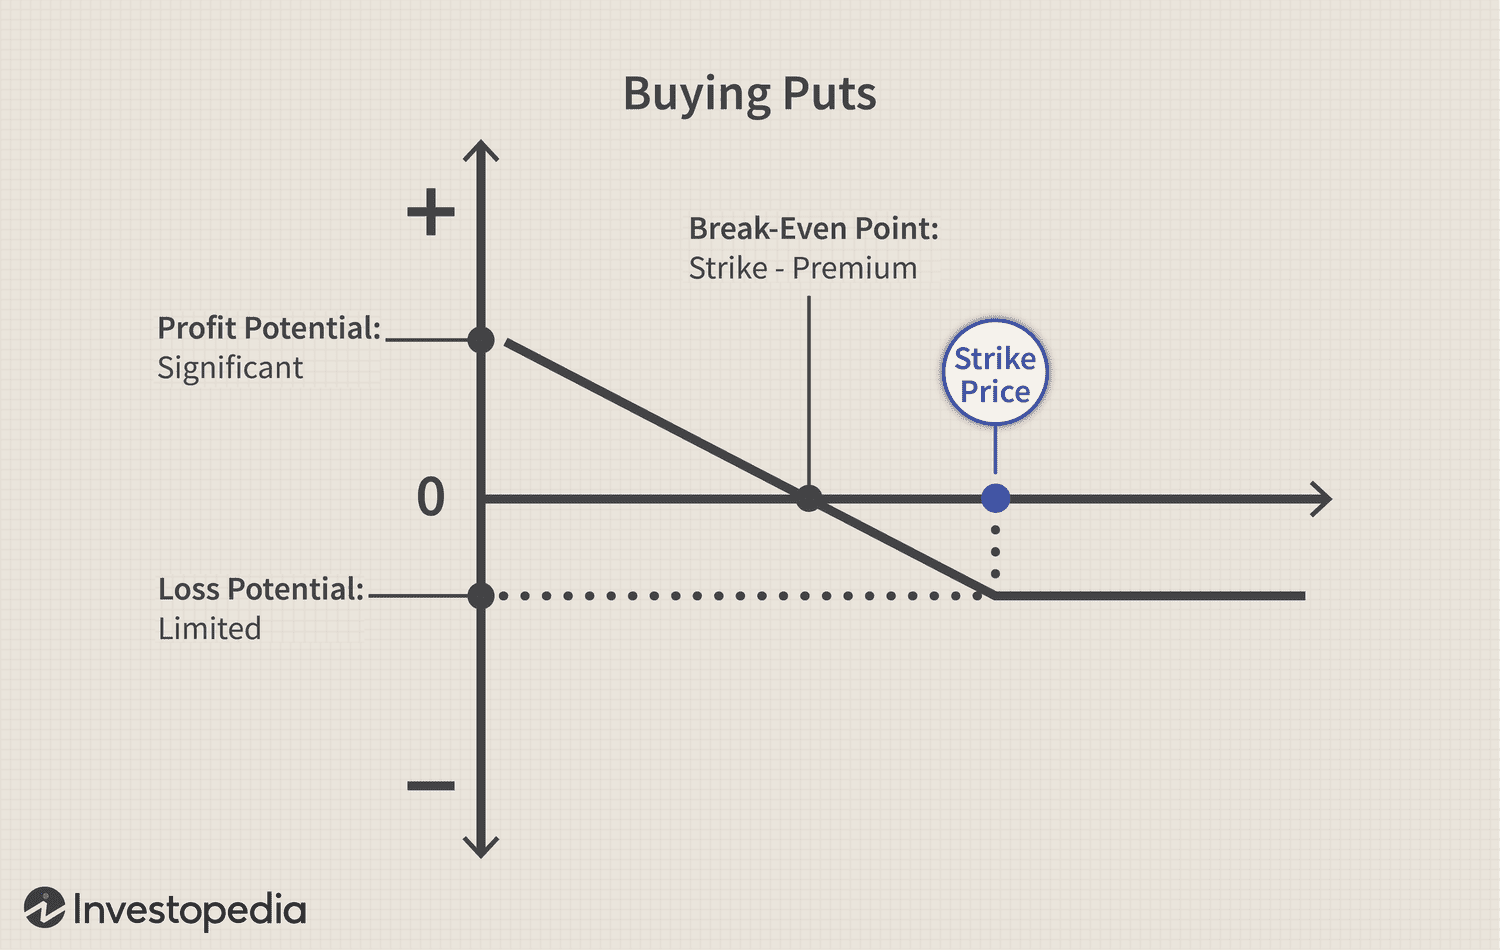 Buying Puts
+
Break-Even Point:
Strike - Premium
Profit Potential:
Significant
Strike
Price
0
Loss Potential:
Limited
−
Investopedia